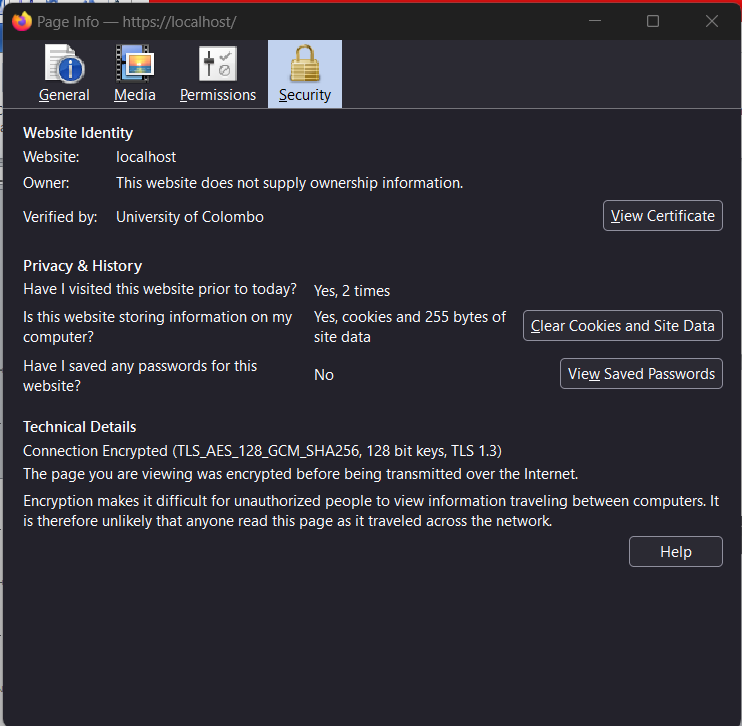 Page Info — https://localhost/
General
Media
Permissions
Security
Website Identity
Website: localhost
Owner: This website does not supply ownership information.
Verified by: University of Colombo
View Certificate
Privacy & History
Have I visited this website prior to today? Yes, 2 times
Is this website storing information on my
computer?
Yes, cookies and 255 bytes of
site data
Clear Cookies and Site Data
Have I saved any passwords for this
website?
No
View Saved Passwords
Technical Details
Connection Encrypted (TLS_AES_128_GCM_SHA256, 128 bit keys, TLS 1.3)
The page you are viewing was encrypted before being transmitted over the Internet.
Encryption makes it difficult for unauthorized people to view information traveling between computers. It
is therefore unlikely that anyone read this page as it traveled across the network.
Help